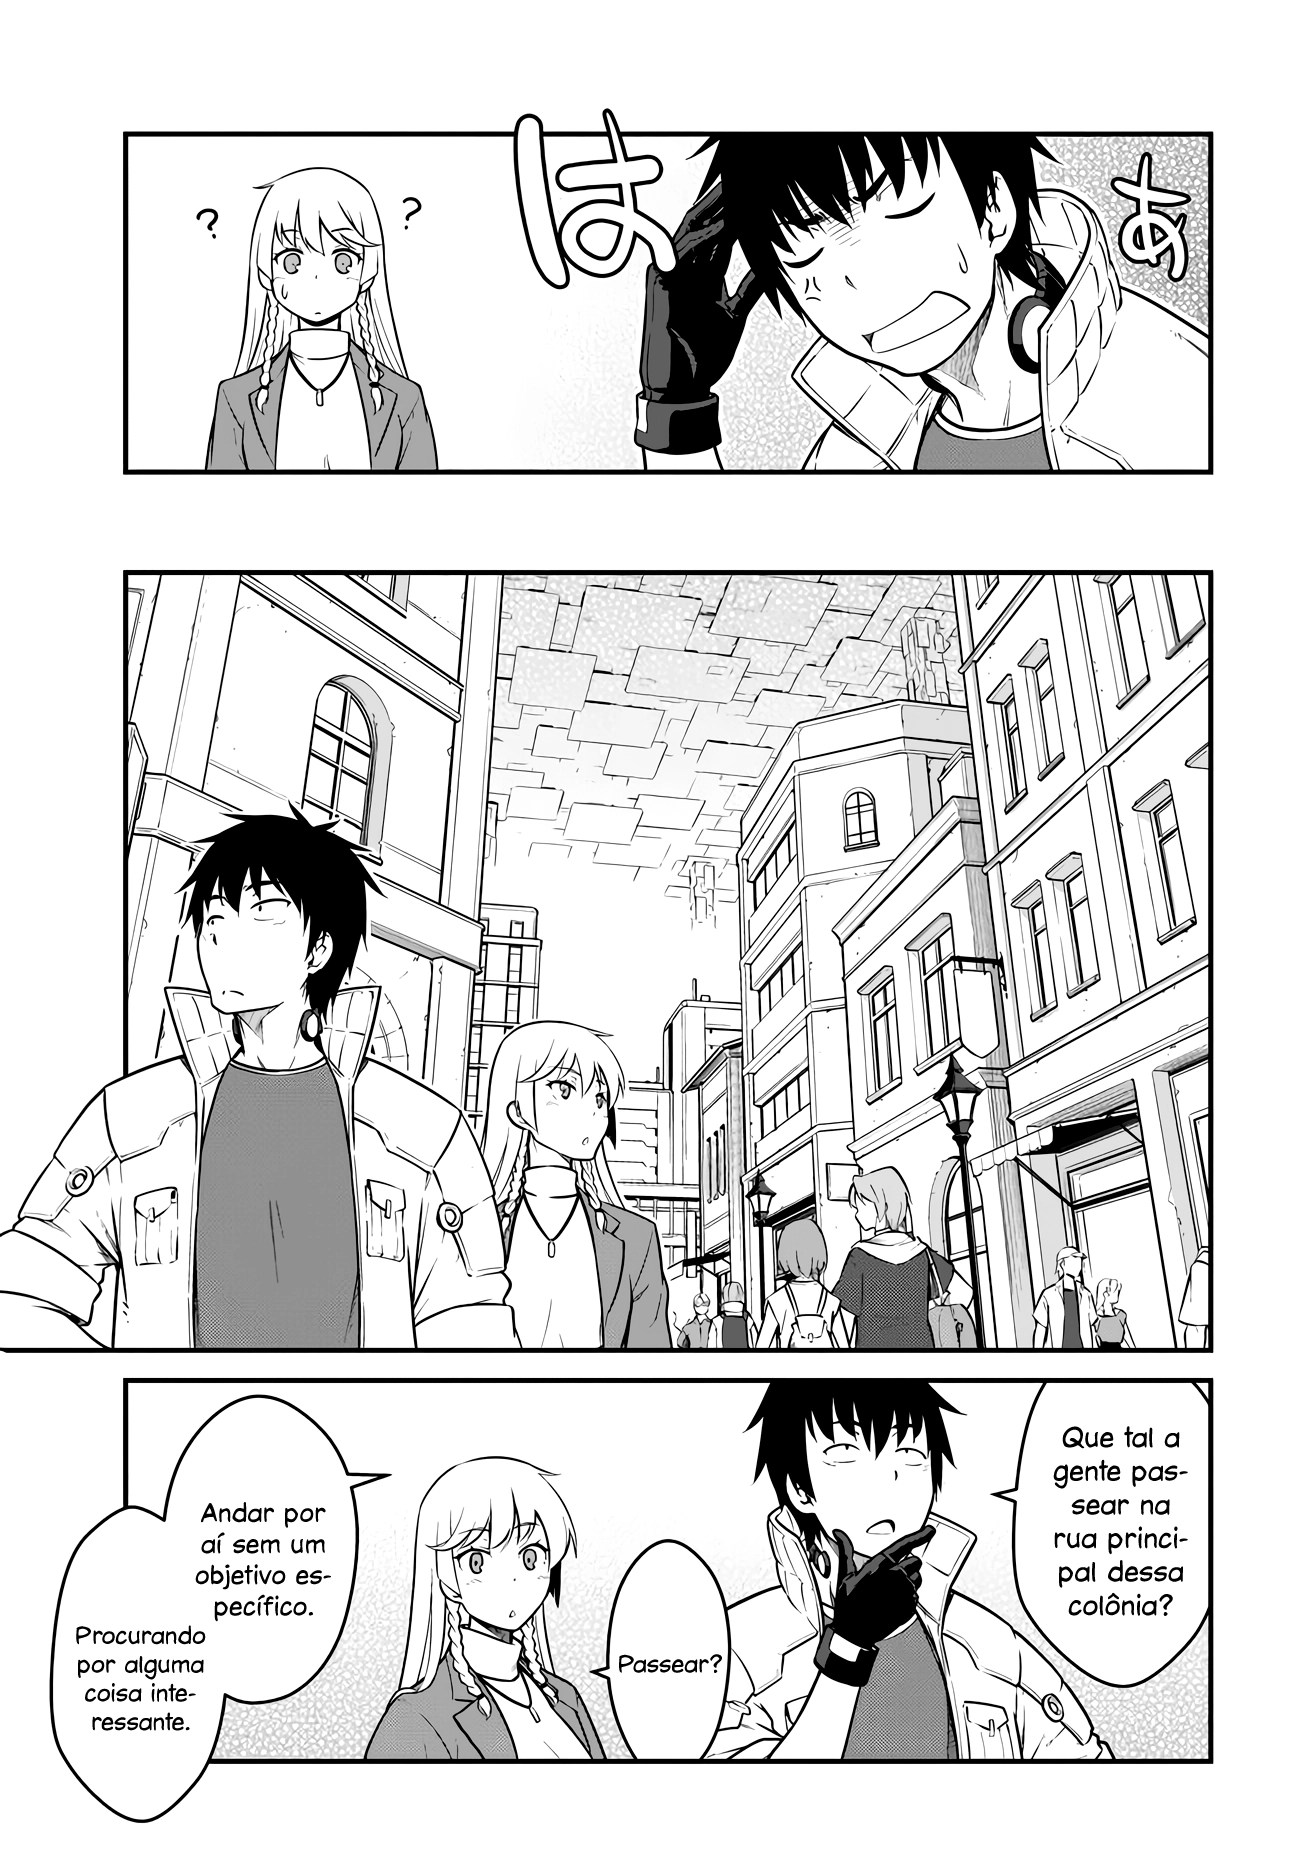 はあ
?
?
Que tal a
gente pas-
sear na
rua princi-
pal dessa
colônia?
Passear?
Andar por
aí sem um
objetivo es-
pecífico.
Procurando
por alguma
coisa inte-
ressante.